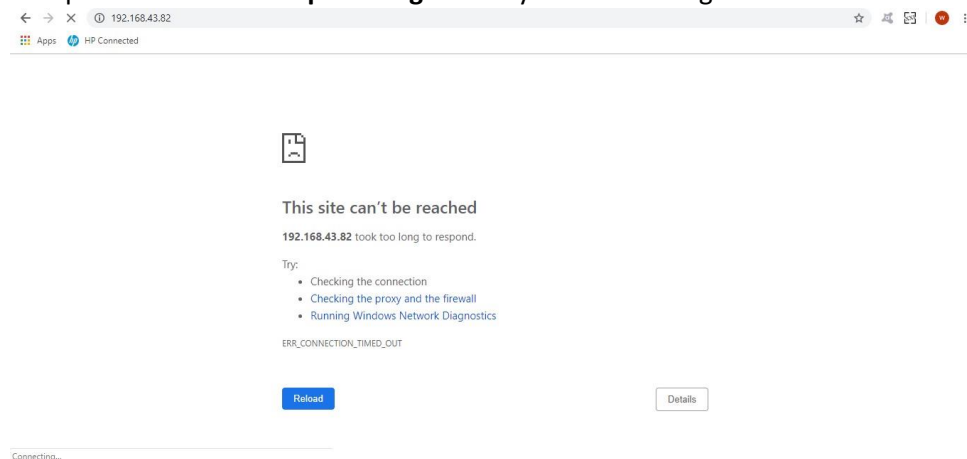 192.168.43.82
Apps HP Connected
This site can't be reached
192.168.43.82 took too long to respond.
Try:
• Checking the connection
• Checking the proxy and the firewall
• Running Windows Network Diagnostics
ERR_CONNECTION_TIMED_OUT
Reload Details
Connecting...